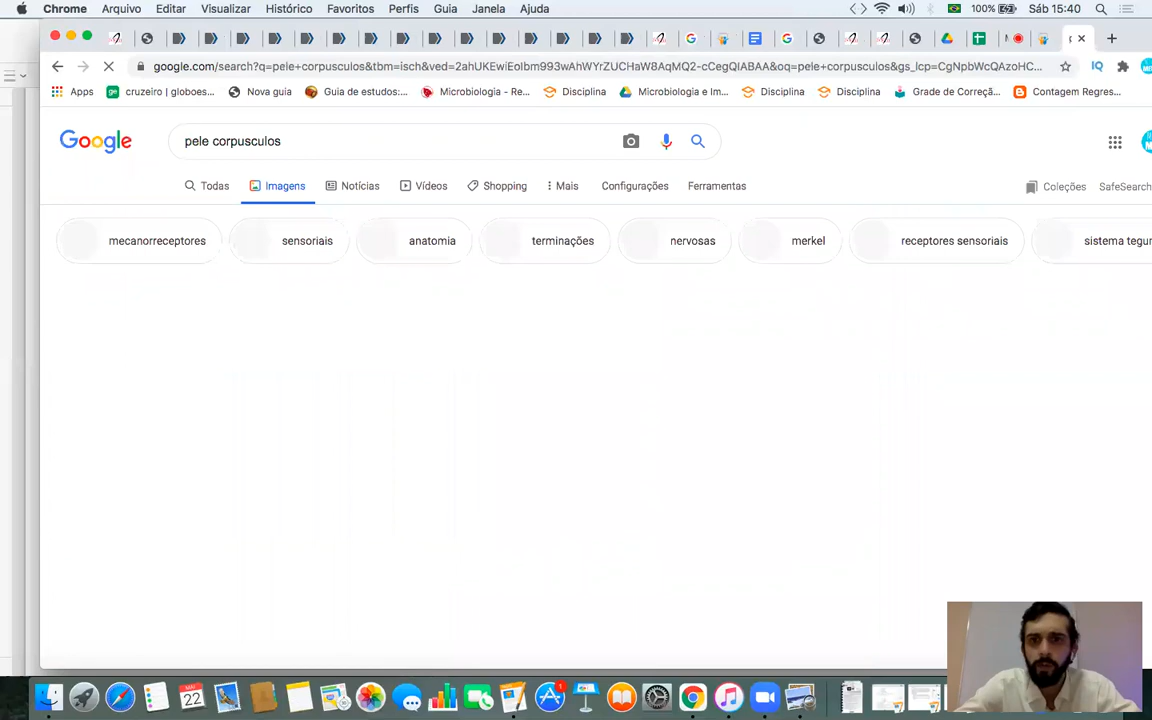 Chrome Arquivo Editar Visualizar Histórico Favoritos Perfis Guia Janela Ajuda 100% Sáb 15:40
google.com/search?q=pele+corpusculos&tbm=isch&ved=2ahUKEwiEolbm993wAhWYrZUCHaW8AqMQ2-cCegQIABAA&oq=pele+corpusculos&gs_lcp=CgNpbWcQAzoHC...
Apps cruzeiro | globoes... Nova guia Guia de estudos:... Microbiologia - Re... Disciplina Microbiologia e Im... Disciplina Disciplina Grade de Correçã... Contagem Regres...
Google pele corpusculos
Todas Imagens Notícias Vídeos Shopping Mais Configurações Ferramentas Coleções SafeSearch
mecanorreceptores sensoriais anatomia terminações nervosas merkel receptores sensoriais sistema tegur
MAY
22
1